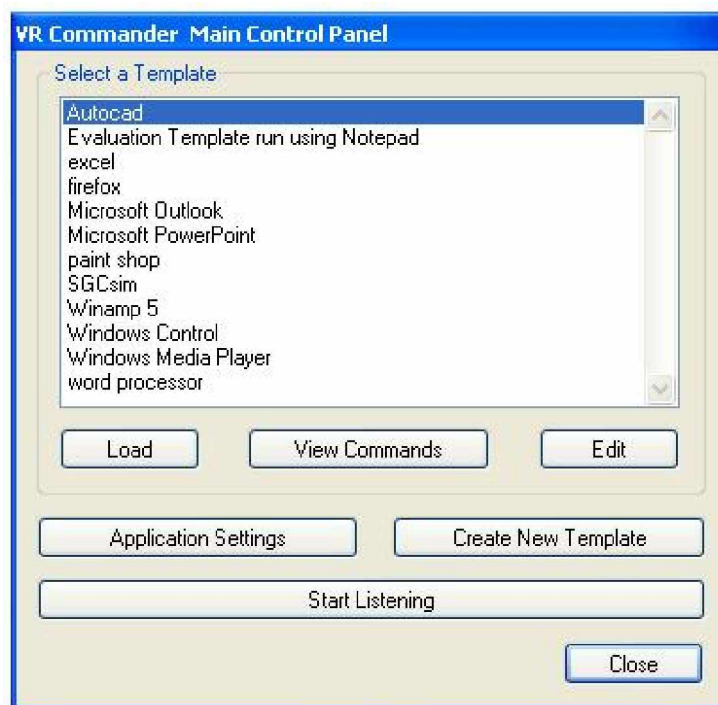 VR Commander Main Control Panel
Select a Template
Autocad
Evaluation Template run using Notepad
excel
firefox
Microsoft Outlook
Microsoft PowerPoint
paint shop
SGCsim
Winamp 5
Windows Control
Windows Media Player
word processor
Load View Commands Edit
Application Settings Create New Template
Start Listening
Close